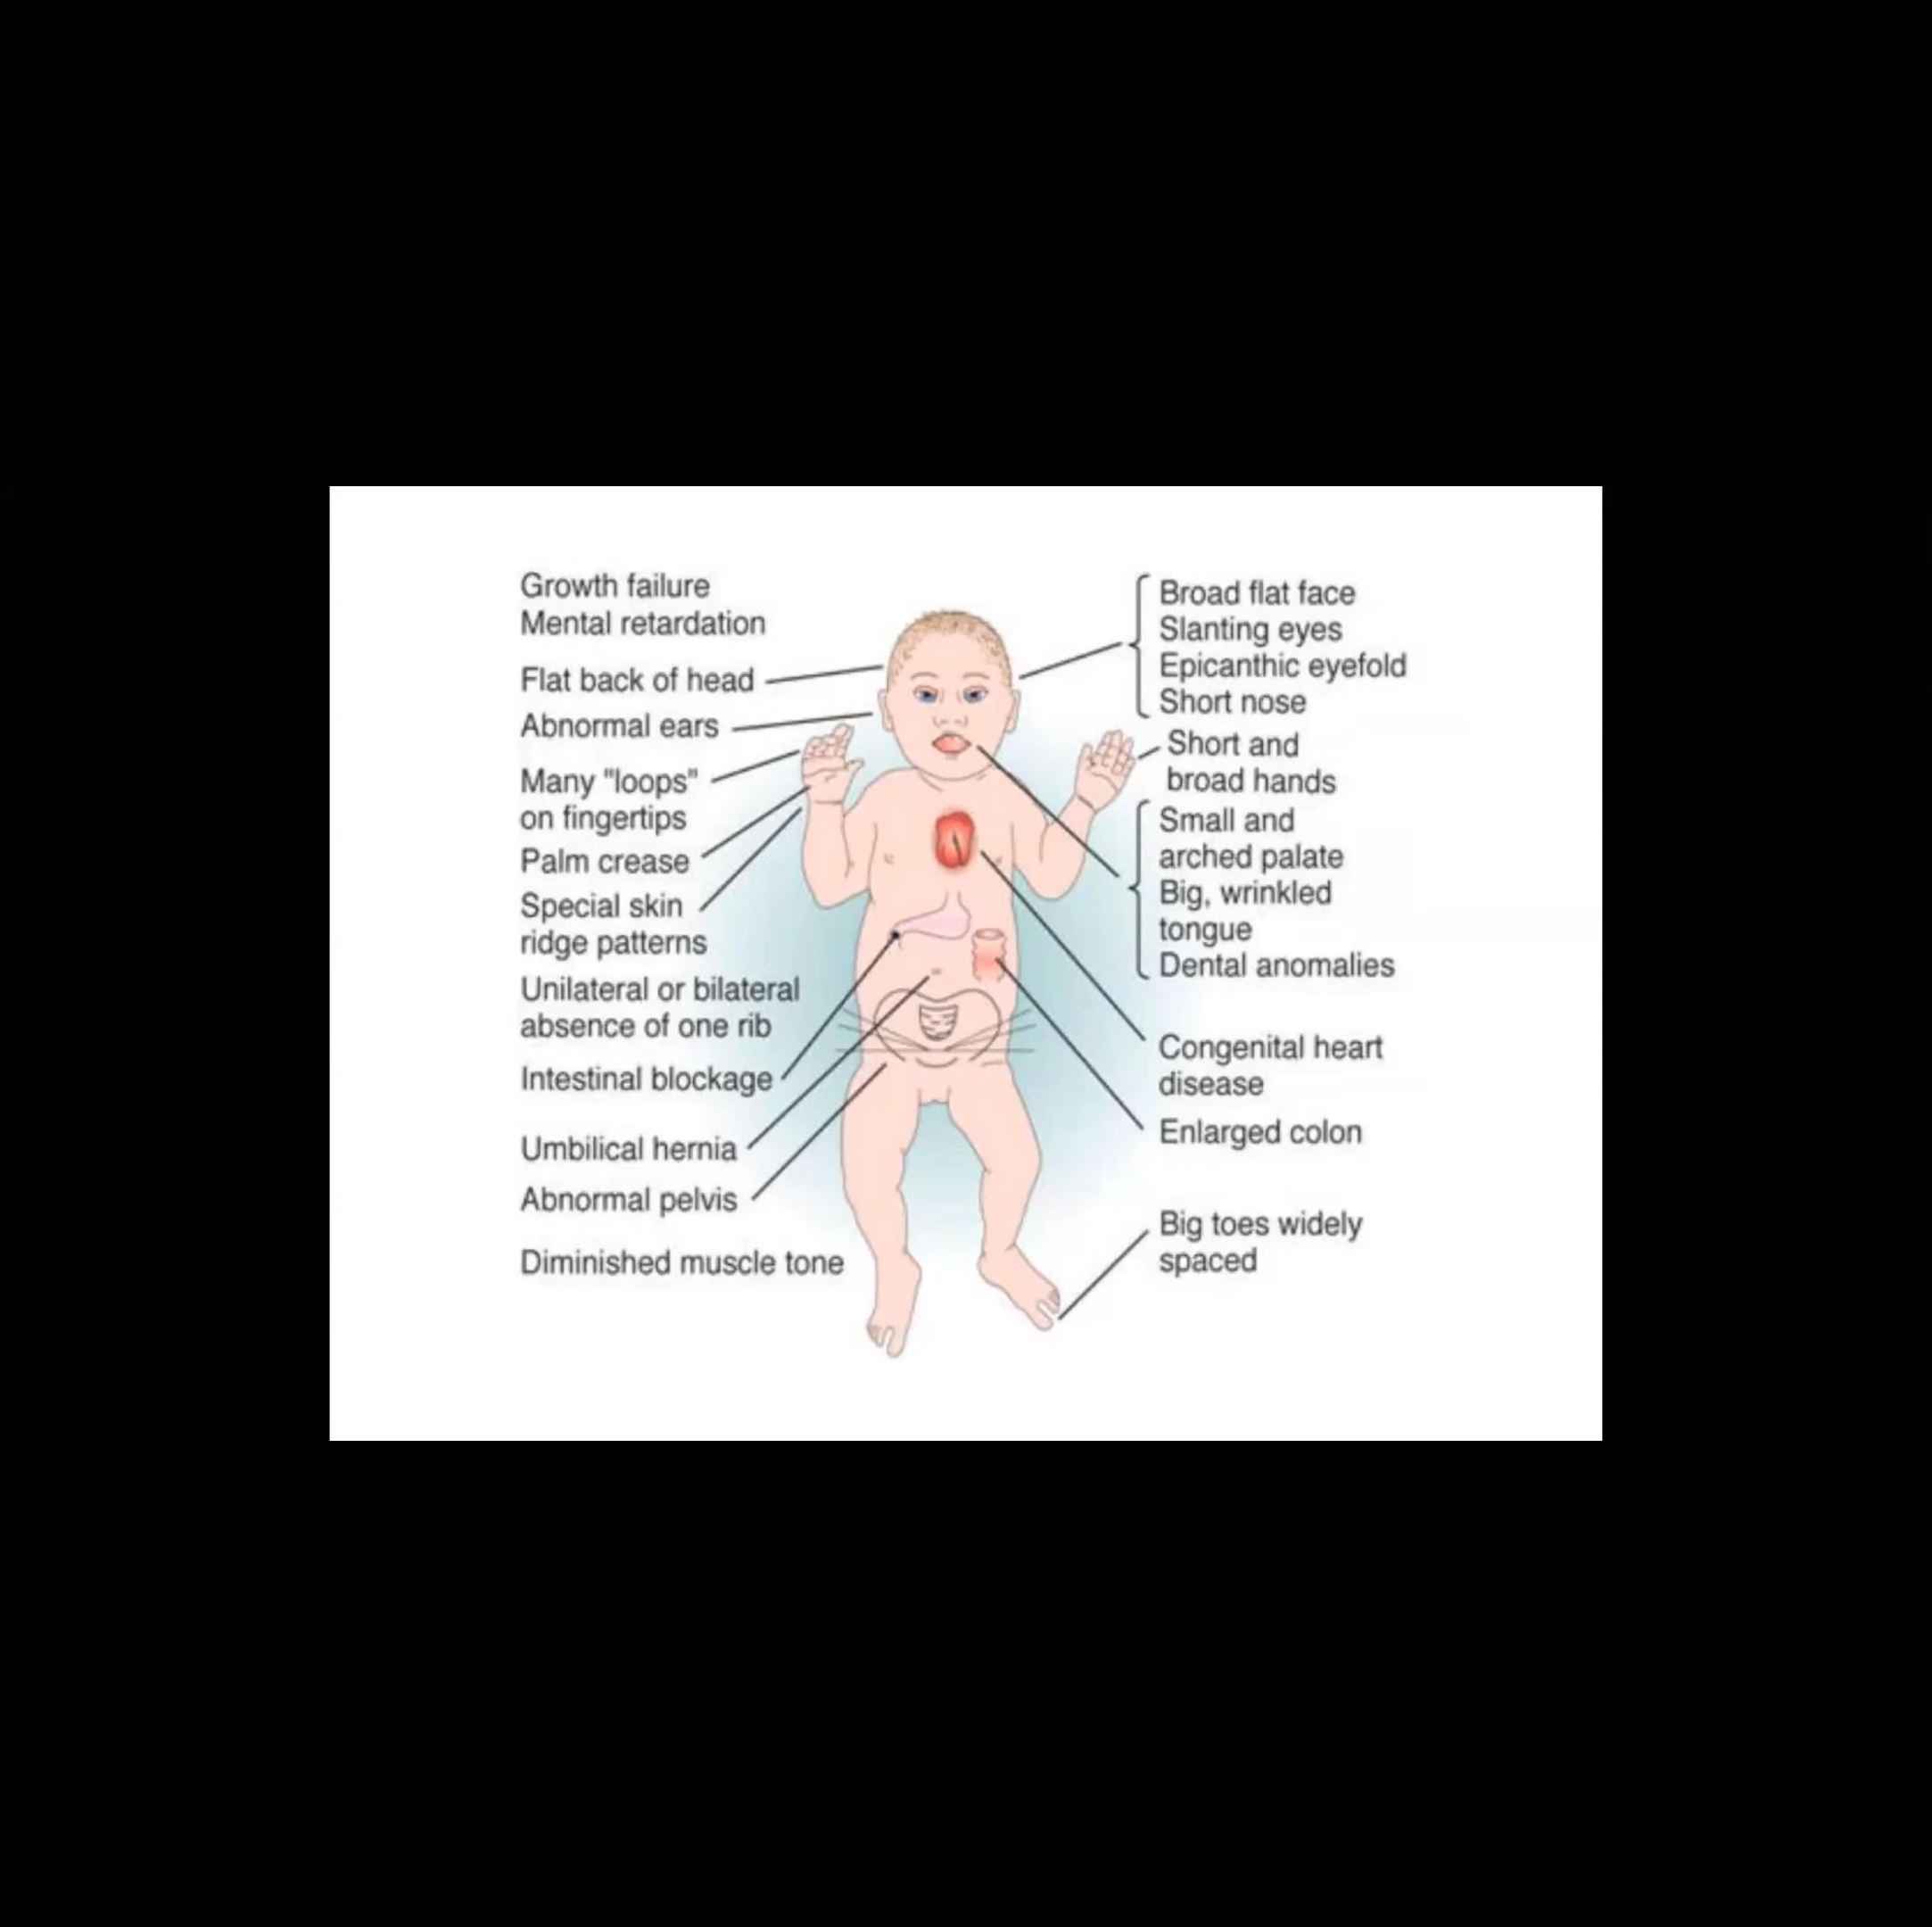 Growth failure
Mental retardation
Flat back of head
Abnormal ears
Many "loops"
on fingertips
Palm crease
Special skin
ridge patterns
Unilateral or bilateral
absence of one rib
Intestinal blockage
Umbilical hernia
Abnormal pelvis
Diminished muscle tone
Broad flat face
Slanting eyes
Epicanthic eyefold
Short nose
Short and
broad hands
Small and
arched palate
Big, wrinkled
tongue
Dental anomalies
Congenital heart
disease
Enlarged colon
Big toes widely
spaced